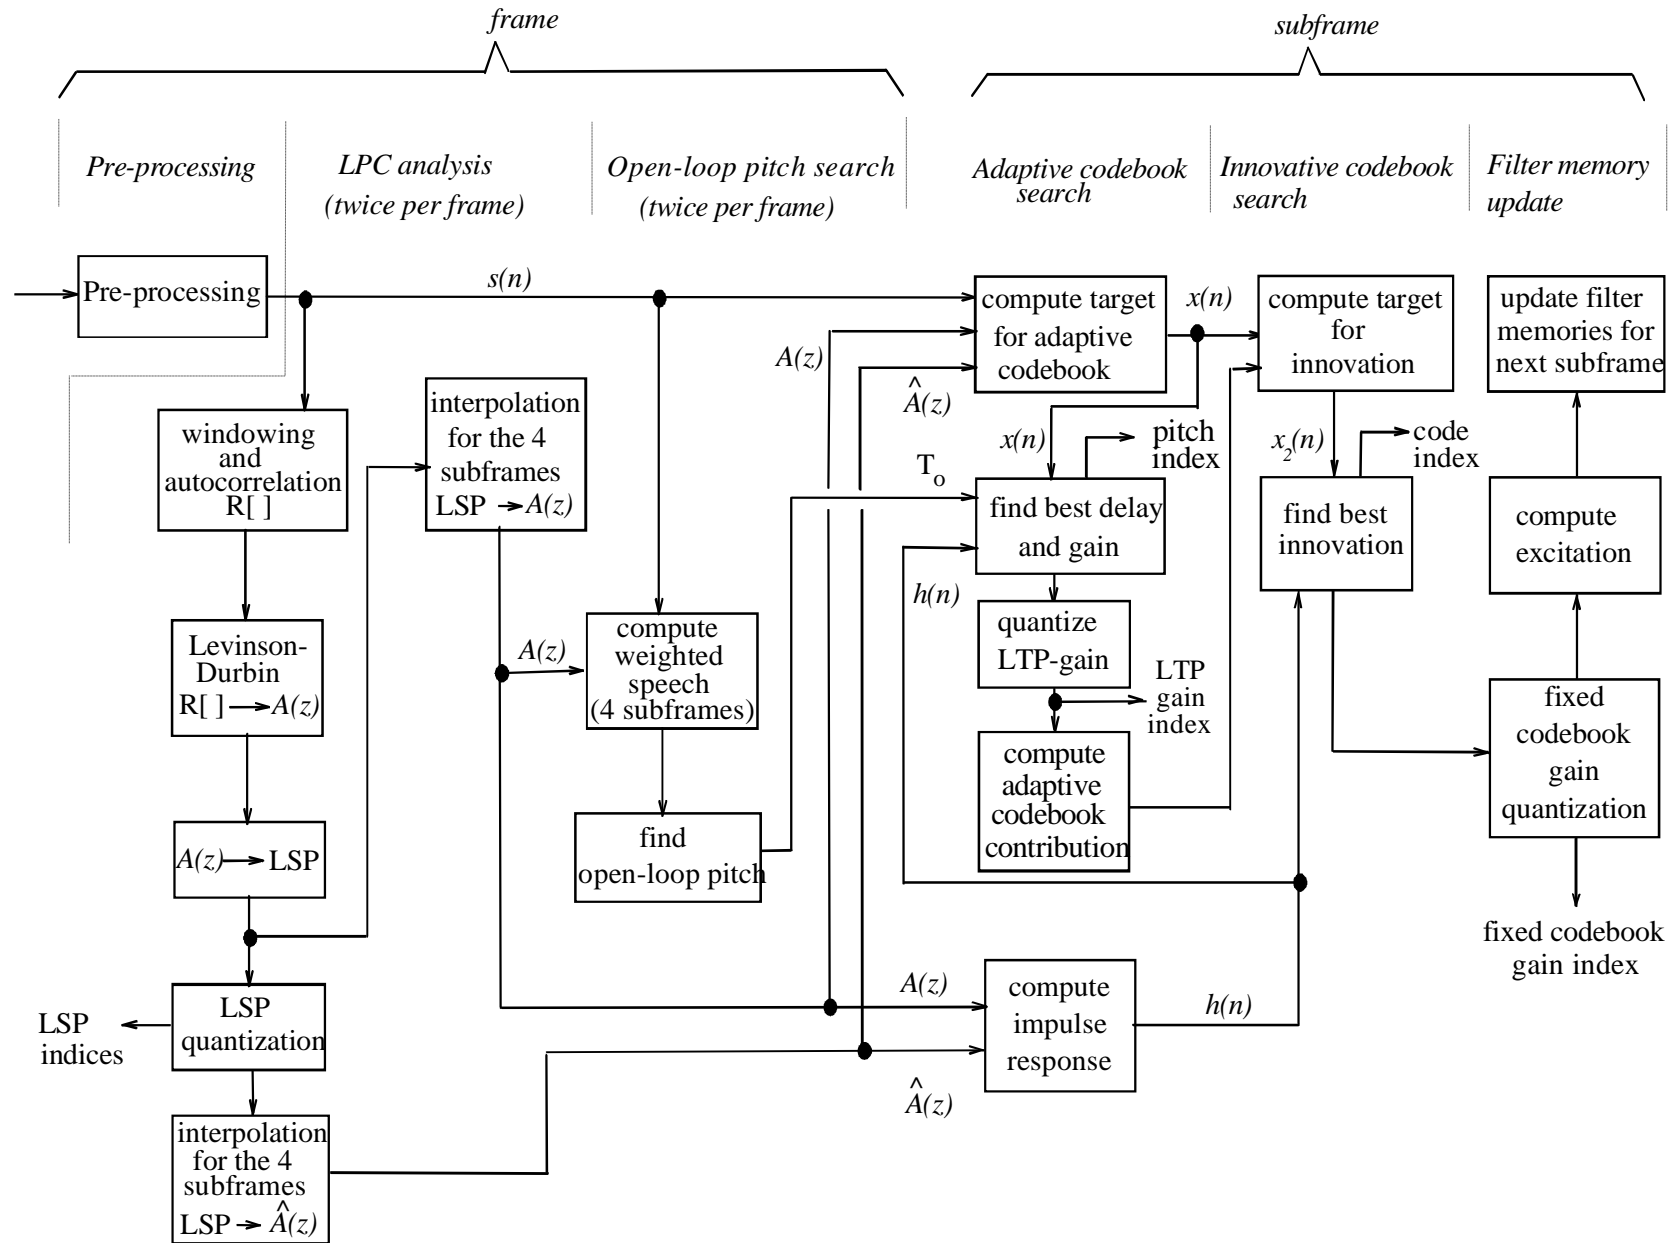 frame
subframe
Pre-processing
LPC analysis
(twice per frame)
Open-loop pitch search
(twice per frame)
Adaptive codebook
search
Innovative codebook
search
Filter memory
update
Pre-processing
s(n)
windowing
and
autocorrelation
R[ ]
Levinson-
Durbin
R[ ] → A(z)
A(z) → LSP
LSP
quantization
LSP
indices
interpolation
for the 4
subframes
LSP → Â(z)
interpolation
for the 4
subframes
LSP → A(z)
A(z)
compute
weighted
speech
(4 subframes)
find
open-loop pitch
A(z)
Â(z)
T₀
h(n)
compute target
for adaptive
codebook
x(n)
x(n)
pitch
index
find best delay
and gain
quantize
LTP-gain
LTP
gain
index
compute
adaptive
codebook
contribution
A(z)
Â(z)
compute
impulse
response
h(n)
compute target
for
innovation
x₂(n)
code
index
find best
innovation
update filter
memories for
next subframe
compute
excitation
fixed
codebook
gain
quantization
fixed codebook
gain index